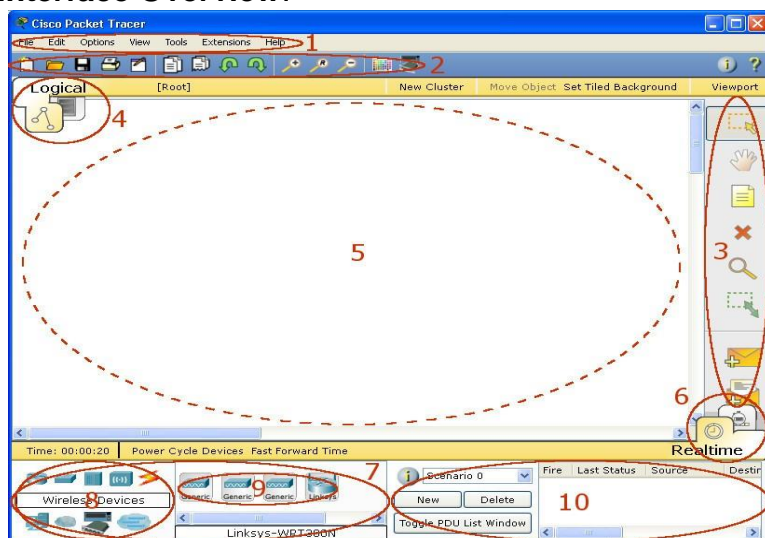 Cisco Packet Tracer
File Edit Options View Tools Extensions Help 1
2
Logical [Root] New Cluster Move Object Set Tiled Background Viewport
4
5
3
6
Time: 00:00:20 Power Cycle Devices Fast Forward Time Realtime
7
Scenario 0 Fire Last Status Source Destin
8 Wireless Devices 9 Generic Generic Generic Linksys New Delete 10
Toggle PDU List Window
Linksys-WRT300N